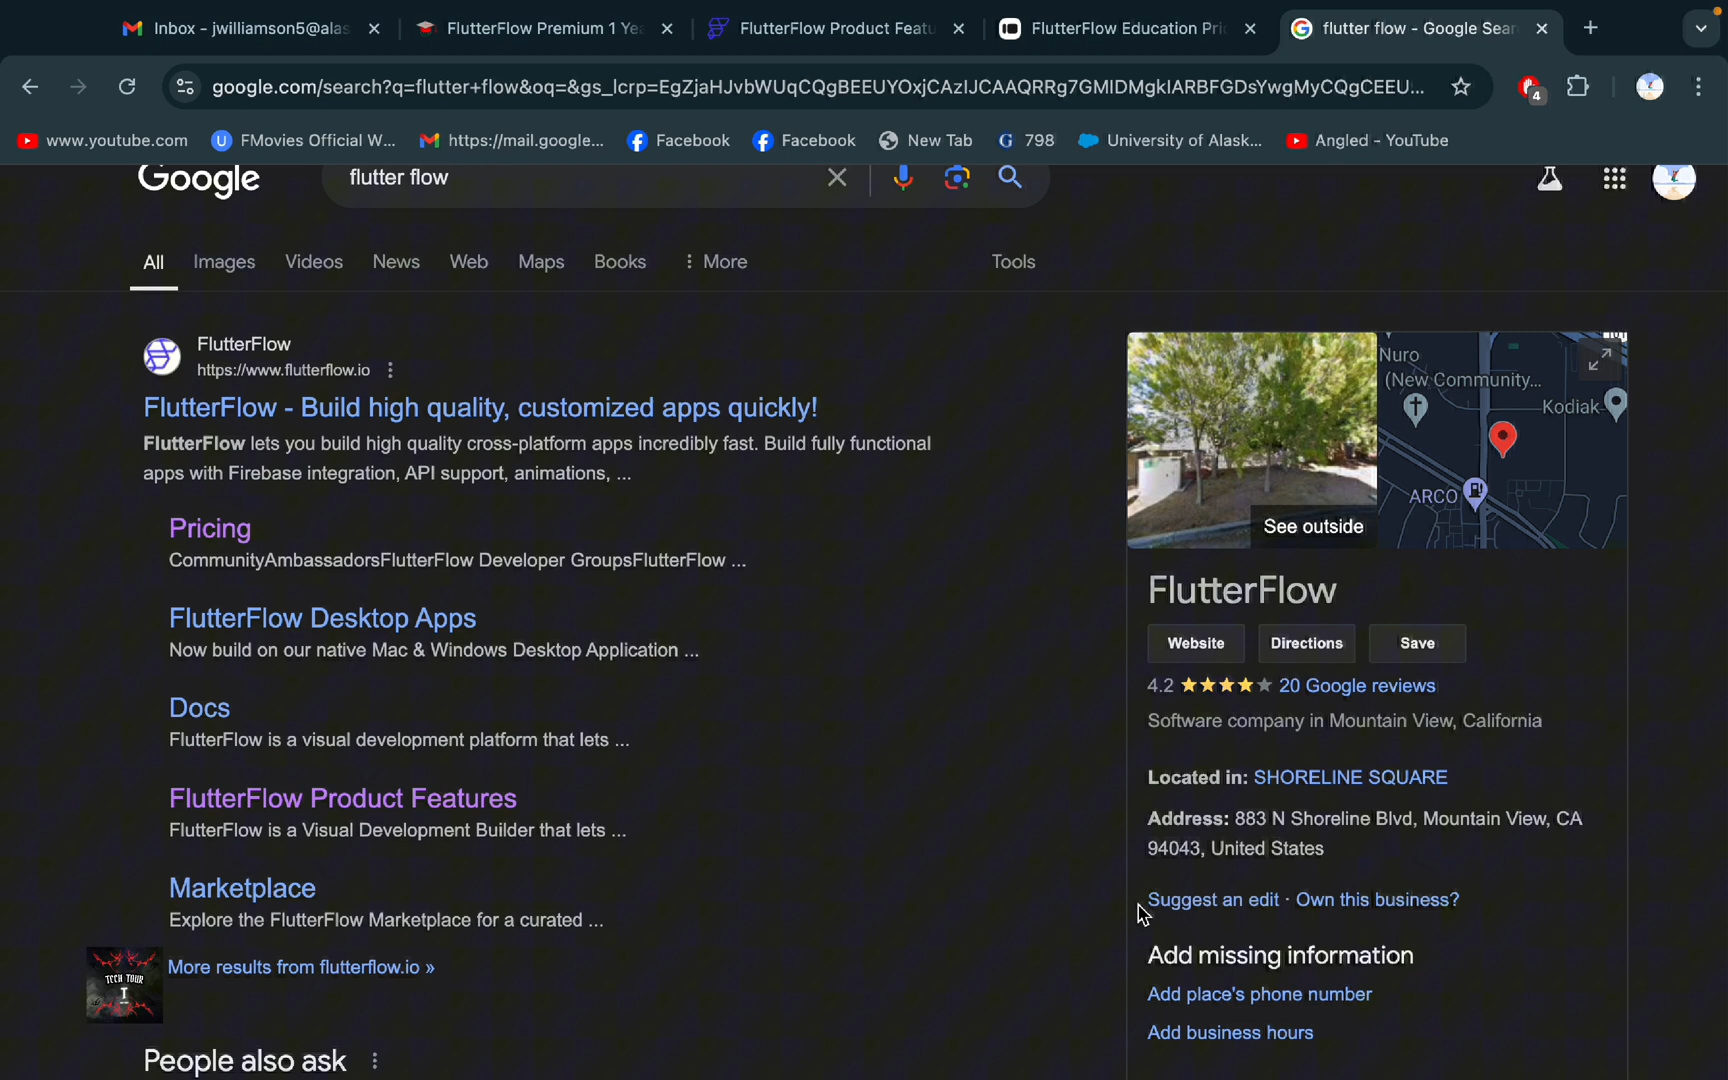 Inbox - jwilliamson5@alas
FlutterFlow Premium 1 Ye
FlutterFlow Product Featu
FlutterFlow Education Pri
flutter flow - Google Sear
google.com/search?q=flutter+flow&oq=&gs_lcrp=EgZjaHJvbWUqCQgBEEUYOxjCAzIJCAAQRRg7GMIDMgkIARBFGDsYwgMyCQgCEEU...
4
www.youtube.com
FMovies Official W...
https://mail.google...
Facebook
Facebook
New Tab
798
University of Alask...
Angled - YouTube
Google
flutter flow
All
Images
Videos
News
Web
Maps
Books
More
Tools
FlutterFlow
https://www.flutterflow.io
FlutterFlow - Build high quality, customized apps quickly!
FlutterFlow lets you build high quality cross-platform apps incredibly fast. Build fully functional
apps with Firebase integration, API support, animations, ...
Pricing
CommunityAmbassadorsFlutterFlow Developer GroupsFlutterFlow ...
FlutterFlow Desktop Apps
Now build on our native Mac & Windows Desktop Application ...
Docs
FlutterFlow is a visual development platform that lets ...
FlutterFlow Product Features
FlutterFlow is a Visual Development Builder that lets ...
Marketplace
Explore the FlutterFlow Marketplace for a curated ...
TECH TOUR
I
More results from flutterflow.io »
People also ask
See outside
Nuro
(New Community...
Kodiak
ARCO
FlutterFlow
Website
Directions
Save
4.2
20 Google reviews
Software company in Mountain View, California
Located in: SHORELINE SQUARE
Address: 883 N Shoreline Blvd, Mountain View, CA
94043, United States
Suggest an edit · Own this business?
Add missing information
Add place's phone number
Add business hours